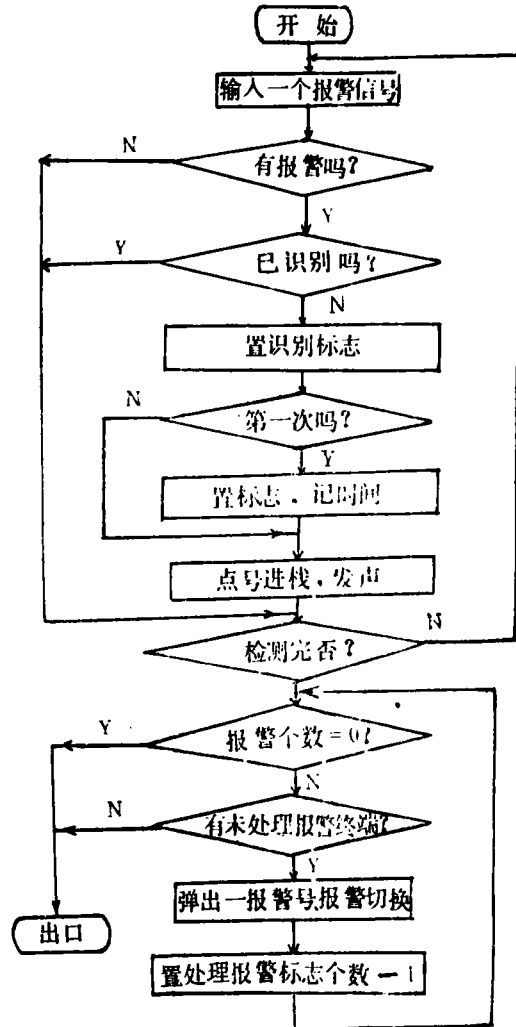 开始
输入一个报警信号
N
有报警吗?
Y
Y
已识别吗?
N
置识别标志
N
第一次吗?
Y
置标志、记时间
点号进栈、发声
检测完否?
N
Y
报警个数=0?
N
N
有未处理报警终端?
Y
弹出一报警号报警切换
出口
置处理报警标志个数-1